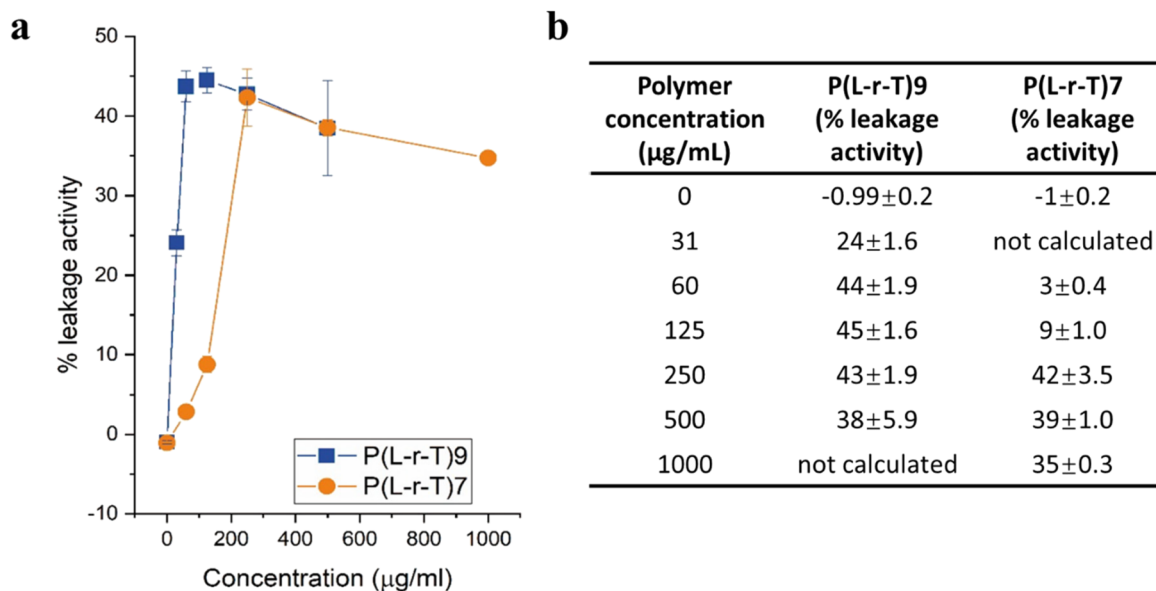 a
50
40
30
20
10
0
-10
% leakage activity
0 200 400 600 800 1000
Concentration (μg/ml)
P(L-r-T)9
P(L-r-T)7
b
Polymer concentration (μg/mL) P(L-r-T)9 (% leakage activity) P(L-r-T)7 (% leakage activity)
0 -0.99±0.2 -1±0.2
31 24±1.6 not calculated
60 44±1.9 3±0.4
125 45±1.6 9±1.0
250 43±1.9 42±3.5
500 38±5.9 39±1.0
1000 not calculated 35±0.3